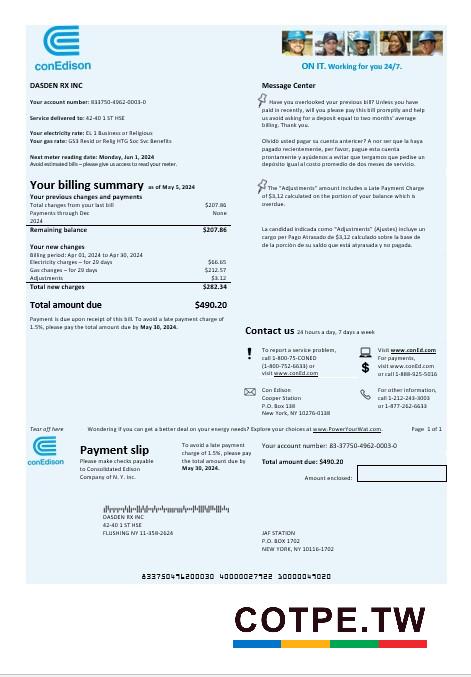 conEdison
ON IT. Working for you 24/7.
DASDEN RX INC
Your account number: 833750-4962-0003-0
Service delivered to: 42-40 1 ST HSE
Your electricity rate: EL 1 Business or Religious
Your gas rate: GS3 Resid or Relig HTG Soc Svc Benefits
Next meter reading date: Monday, Jun 1, 2024
Avoid estimated bills – please give us access to read your meter.
Your billing summary as of May 5, 2024
Your previous changes and payments
Total changes from your last bill $207.86
Payments through Dec None
2024
Remaining balance $207.86
Your new changes
Billing period: Apr 01, 2024 to Apr 30, 2024
Electricity charges – for 29 days $66.65
Gas changes – for 29 days $212.57
Adjustments $3.12
Total new charges $282.34
Total amount due $490.20
Payment is due upon receipt of this bill. To avoid a late payment charge of
1.5%, please pay the total amount due by May 30, 2024.
Message Center
Have you overlooked your previous bill? Unless you have
paid in recently, will you please pay this bill promptly and help
us avoid asking for a deposit equal to two months' average
billing. Thank you.
Olvidó usted pagar su cuenta anterior? A nor ser que la haya
pagado recientemente, por favor, pague esta cuenta
prontamente y ayúdenos a evitar que tengamos que pedise un
depósito igual al costo promedio de dos meses de servicio.
The "Adjustments" amount includes a Late Payment Charge
of $3,12 calculated on the portion of your balance which is
overdue.
La candidad indicada como "Adjustments" (Ajustes) incluye un
cargo per Pago Atrasado de $3,12 calculado sobre la base de
de la porción de su saldo que está atyrasada y no pagada.
Contact us 24 hours a day, 7 days a week
To report a service problem,
call 1-800-75-CONED
(1-800-752-6633) or
visit www.conEd.com
Visit www.conEd.com
For payments,
visit www.conEd.com
or call 1-888-925-5016
Con Edison
Cooper Station
P.O. Box 138
New York, NY 10276-0138
For other information,
call 1-212-243-3003
or 1-877-262-6633
Tear off here Wondering if you can get a better deal on your energy needs? Explore rates at www.PowerYourWat.com. Page 1 of 1
conEdison
Payment slip
Please make checks payable
to Consolidated Edison
Company of N. Y. Inc.
To avoid a late payment
charge of 1.5%, please pay
the total amount due by
May 30, 2024.
Your account number: 83-37750-4962-0003-0
Total amount due: $490.20
Amount enclosed:
DASDEN RX INC
42-40 1 ST HSE
FLUSHING NY 11-358-2624
JAF STATION
P.O. BOX 1702
NEW YORK, NY 10116-1702
833750496200030 40000027922 10000049020
COTPE.TW